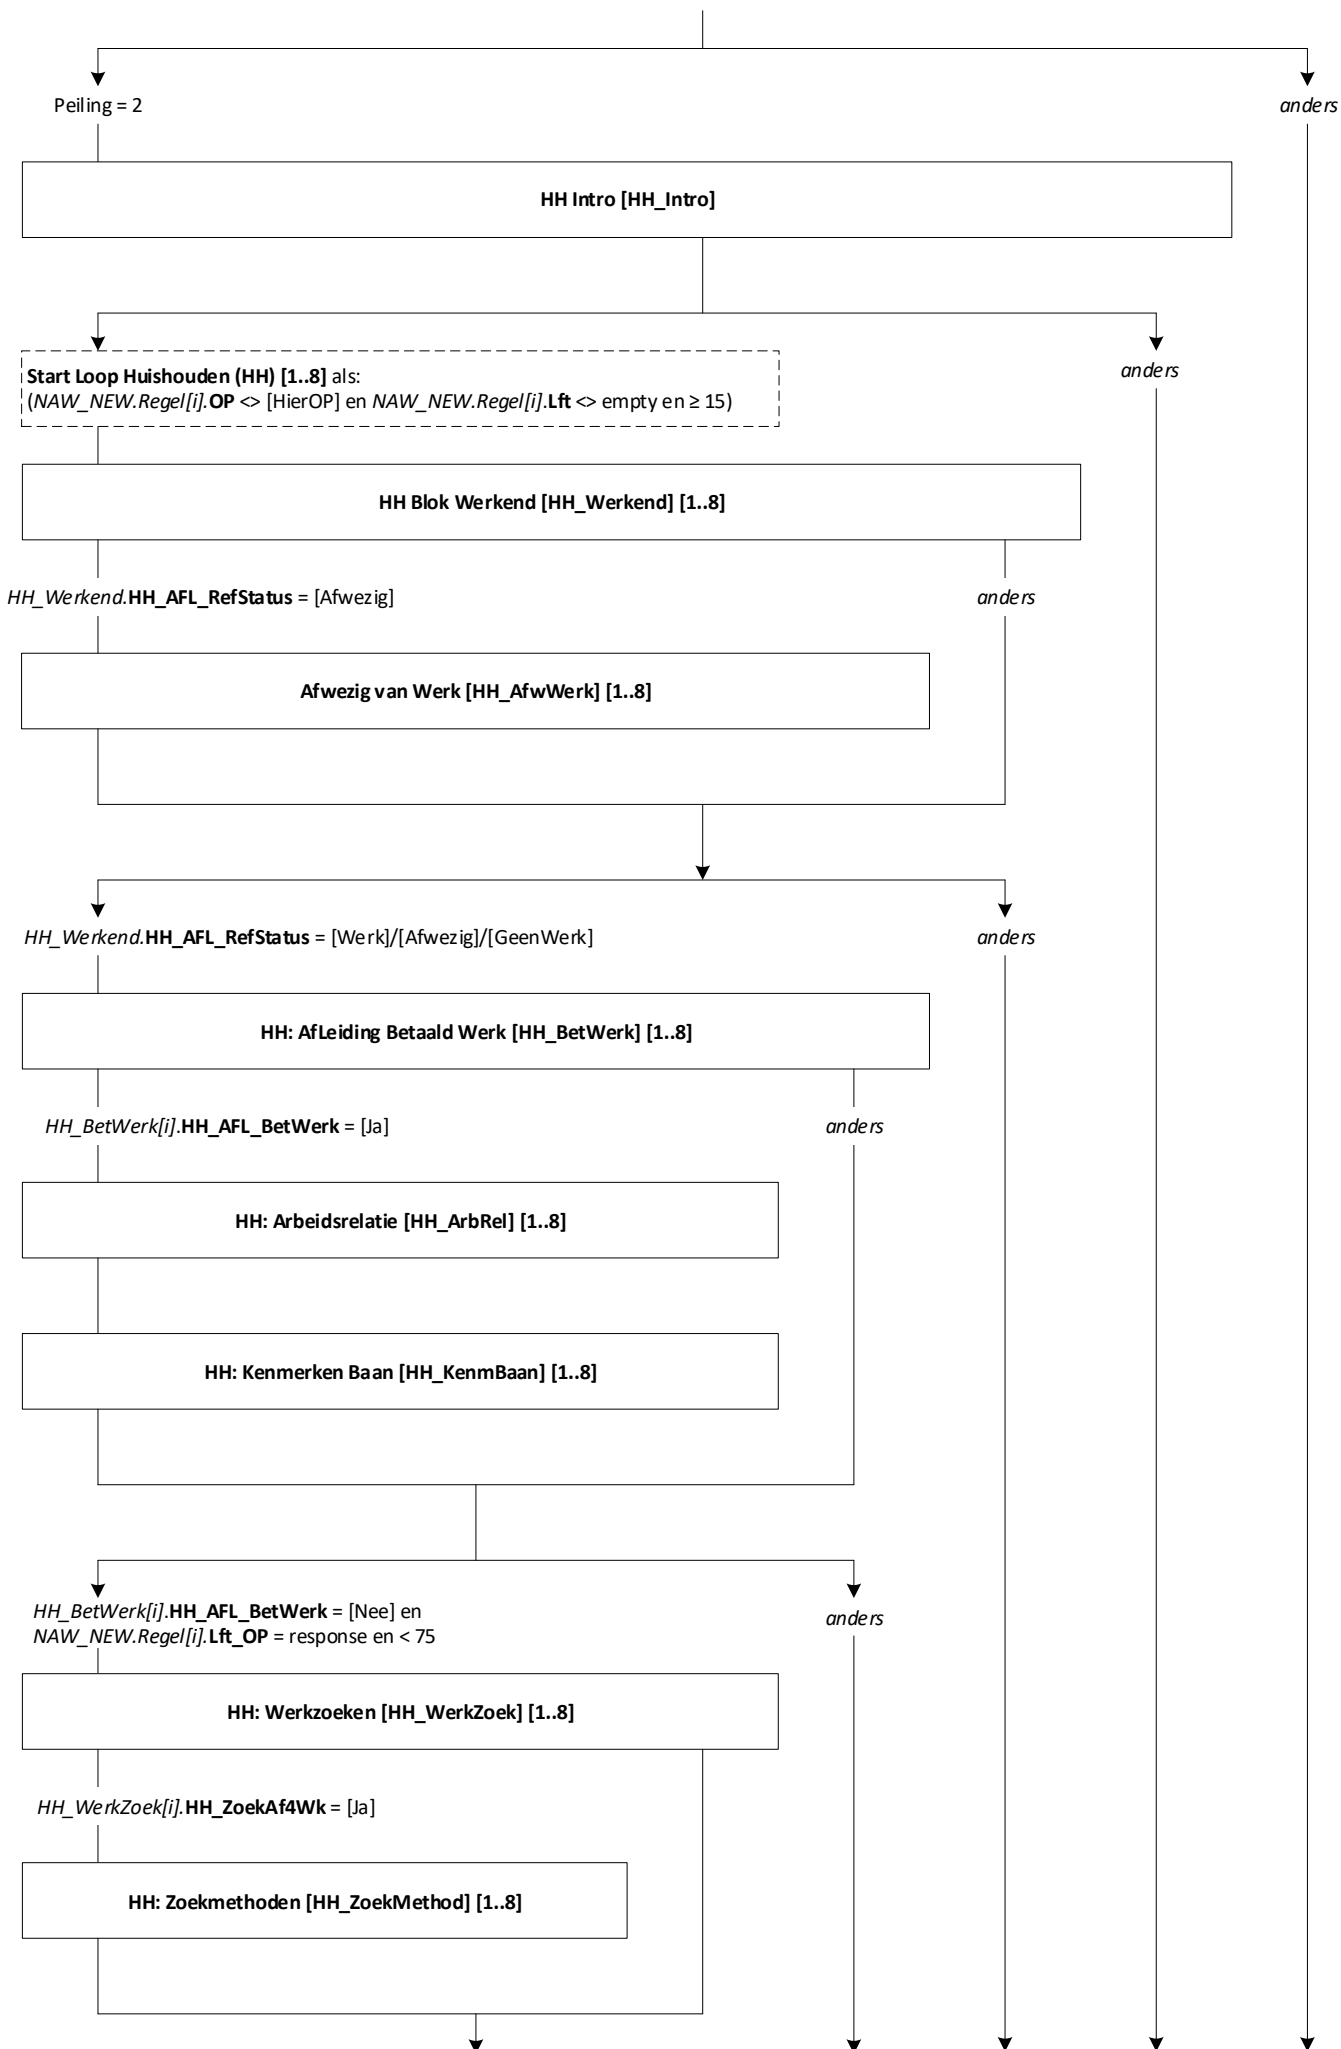 Peiling = 2
anders
HH Intro [HH_Intro]
Start Loop Huishouden (HH) [1..8] als:
(NAW_NEW.Regel[i].OP <> [HierOP] en NAW_NEW.Regel[i].Lft <> empty en ≥ 15)
anders
HH Blok Werkend [HH_Werkend] [1..8]
HH_Werkend.HH_AFL_RefStatus = [Afwezig]
anders
Afwezig van Werk [HH_AfwWerk] [1..8]
HH_Werkend.HH_AFL_RefStatus = [Werk]/[Afwezig]/[GeenWerk]
anders
HH: AfLeiding Betaald Werk [HH_BetWerk] [1..8]
HH_BetWerk[i].HH_AFL_BetWerk = [Ja]
anders
HH: Arbeidsrelatie [HH_ArbRel] [1..8]
HH: Kenmerken Baan [HH_KenmBaan] [1..8]
HH_BetWerk[i].HH_AFL_BetWerk = [Nee] en
NAW_NEW.Regel[i].Lft_OP = response en < 75
anders
HH: Werkzoeken [HH_WerkZoek] [1..8]
HH_WerkZoek[i].HH_ZoekAf4Wk = [Ja]
HH: Zoekmethoden [HH_ZoekMethod] [1..8]